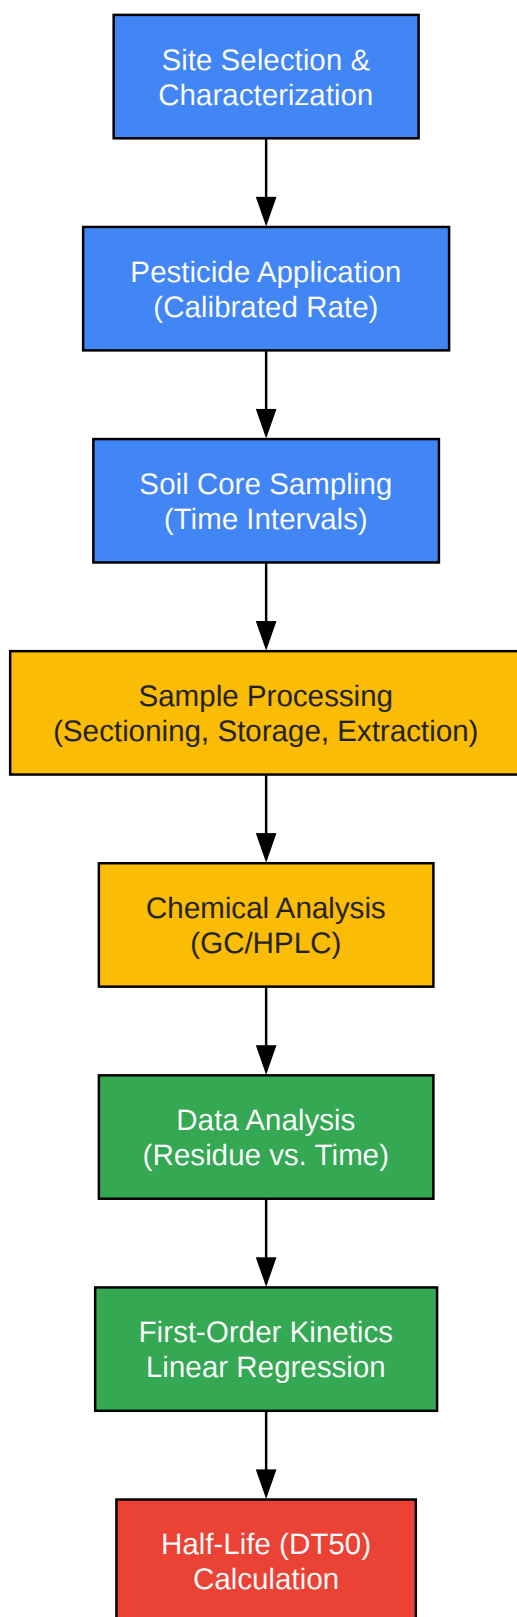 Site Selection &
Characterization
Pesticide Application
(Calibrated Rate)
Soil Core Sampling
(Time Intervals)
Sample Processing
(Sectioning, Storage, Extraction)
Chemical Analysis
(GC/HPLC)
Data Analysis
(Residue vs. Time)
First-Order Kinetics
Linear Regression
Half-Life (DT50)
Calculation